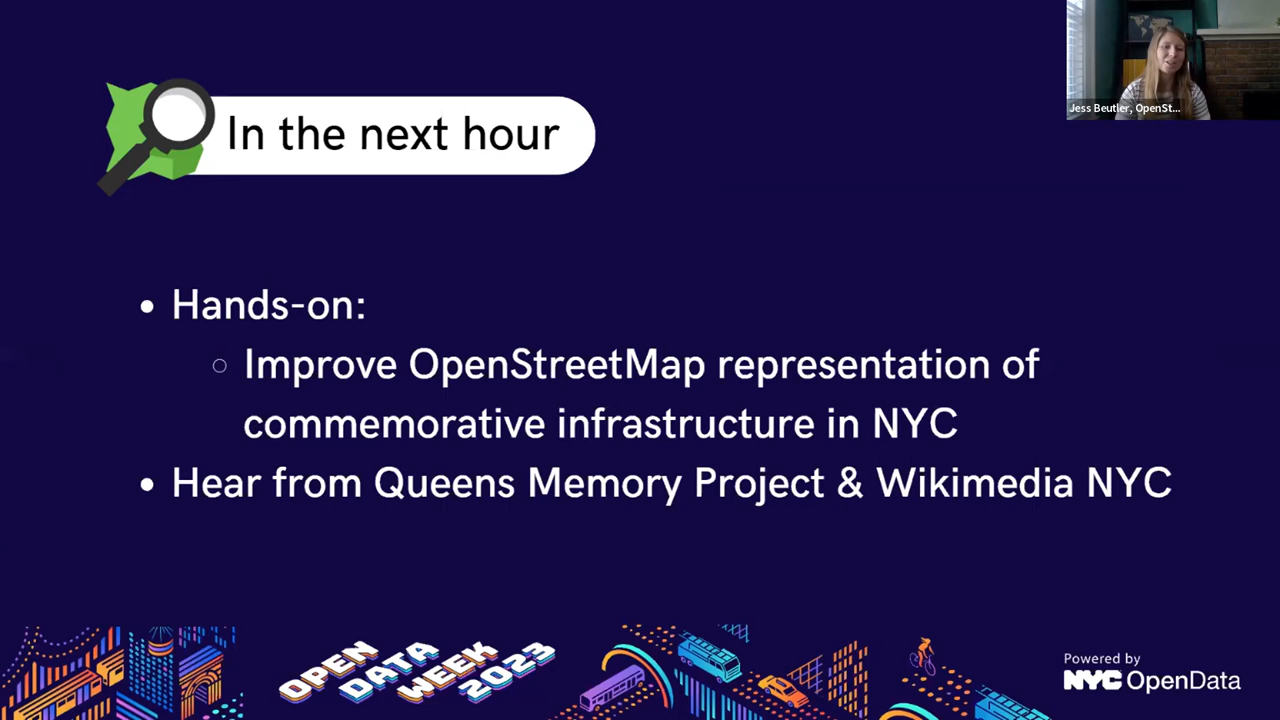 Jess Beutler, OpenSt...
In the next hour
Hands-on:
Improve OpenStreetMap representation of
commemorative infrastructure in NYC
Hear from Queens Memory Project & Wikimedia NYC
OPEN
DATA
WEEK
2023
Powered by
NYC OpenData